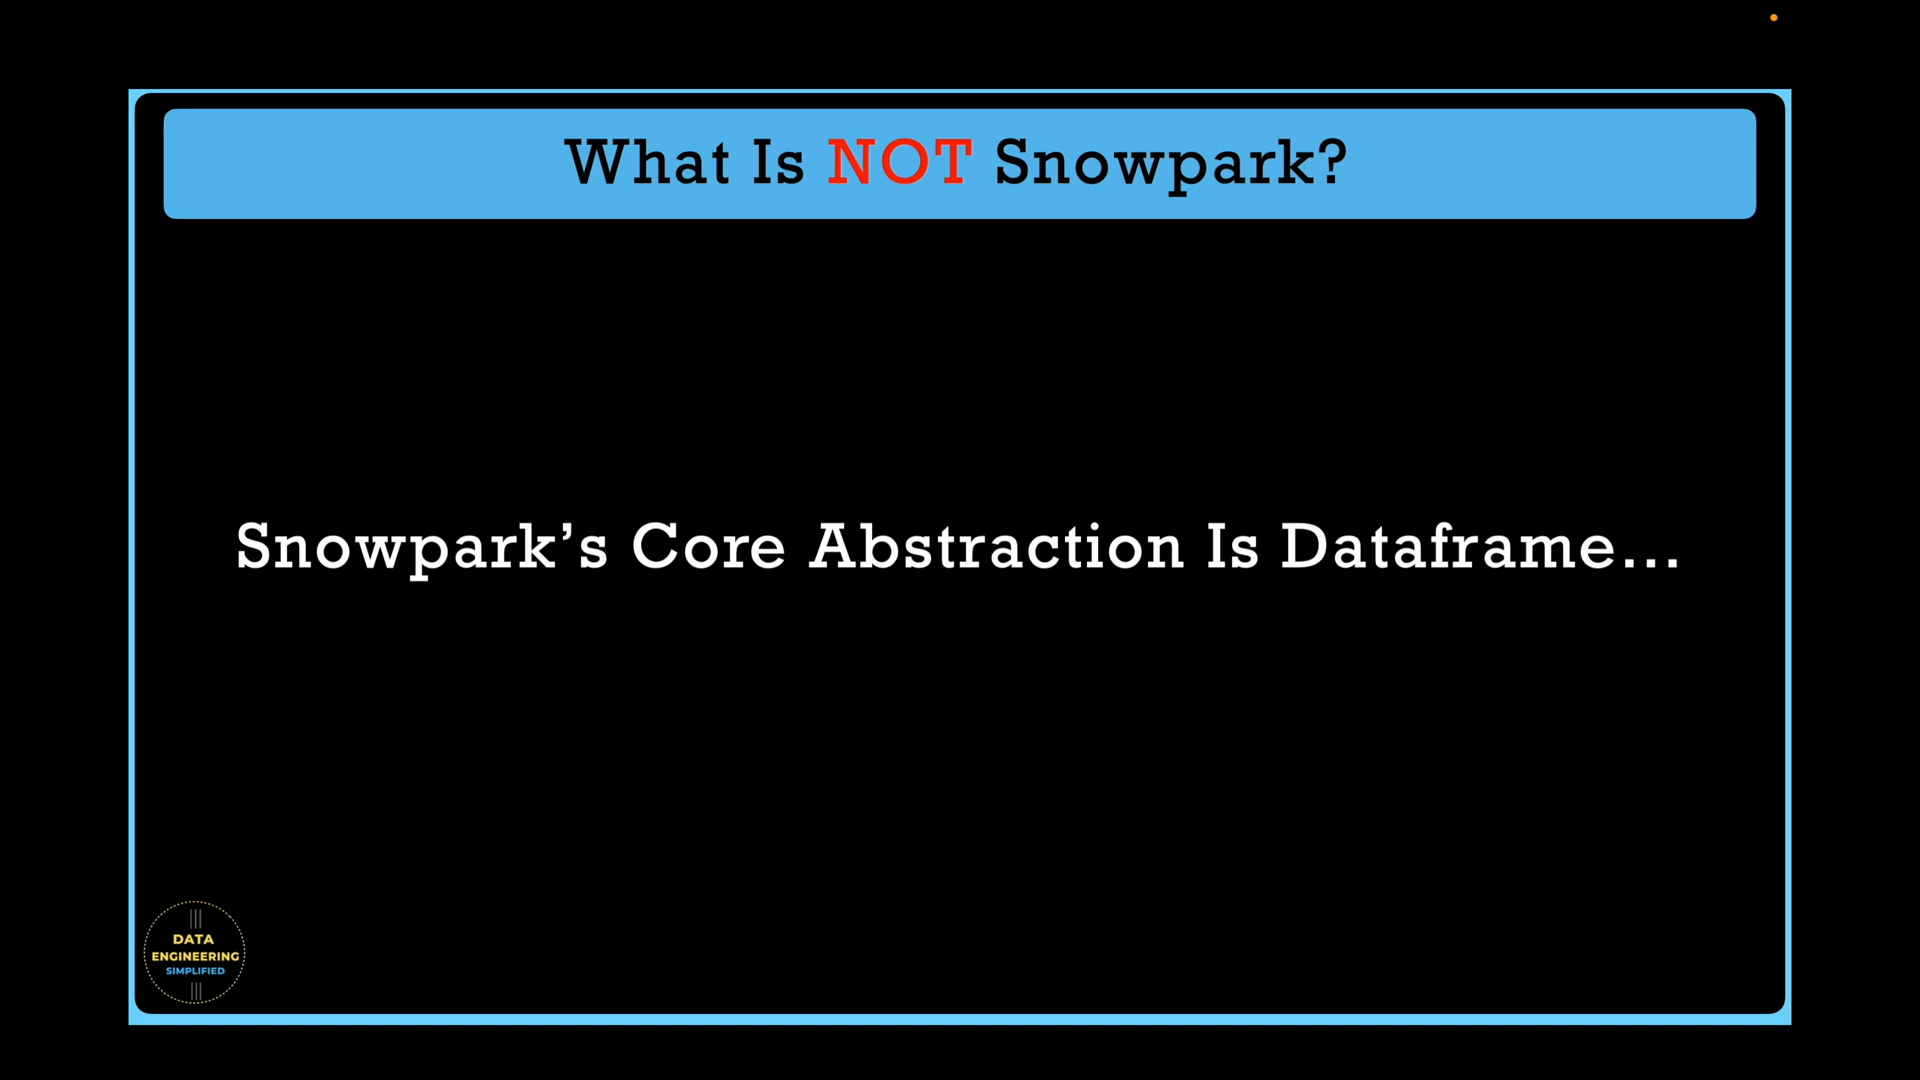 What Is NOT Snowpark?
Snowpark’s Core Abstraction Is Dataframe...
DATA
ENGINEERING
SIMPLIFIED